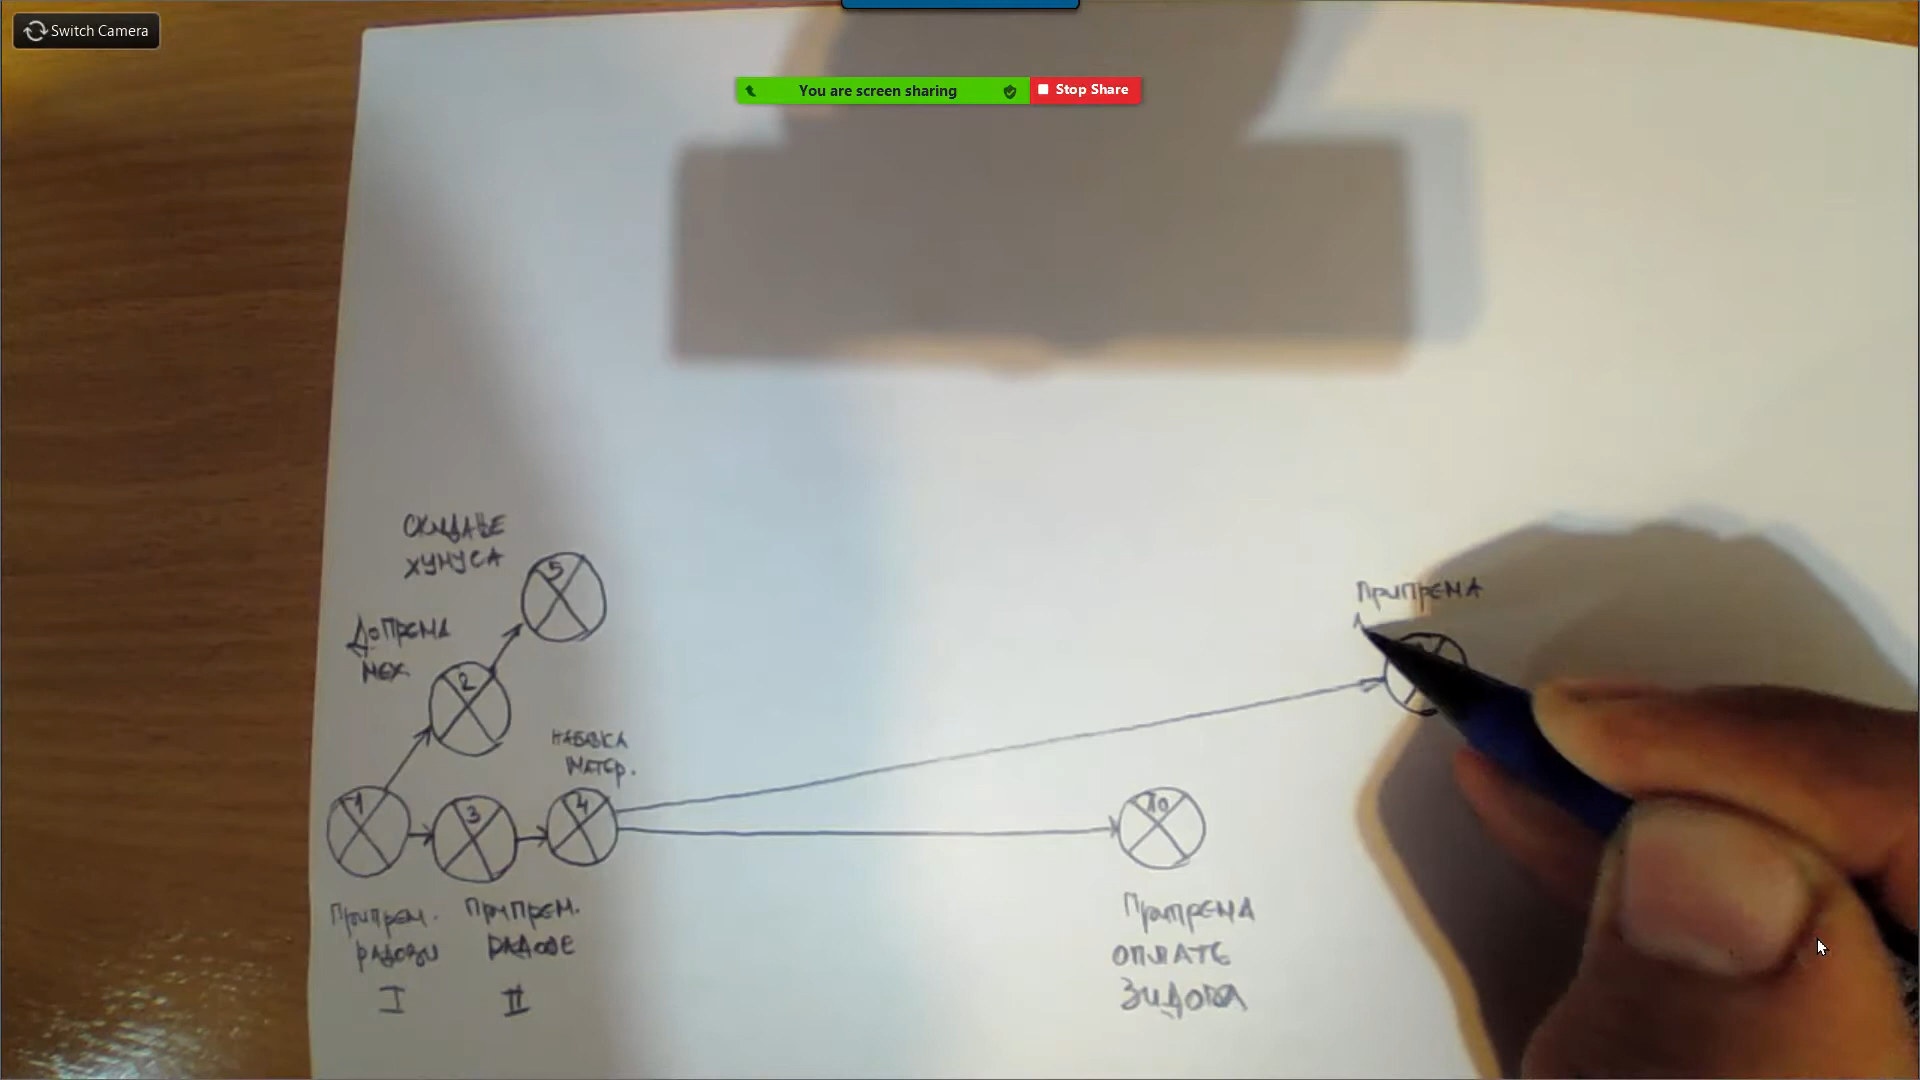 Switch Camera
You are screen sharing
Stop Share
СКИДАЊЕ
ХУМУСА
5
ДОПРЕМА
МЕХ.
2
НАБАВКА
МАТЕР.
1
3
4
10
ПРИПРЕМА
ПРИПРЕМ.
РАДОВИ
I
ПРИПРЕМ.
РАДОВЕ
II
ПРИПРЕМА
ОПЛАТЕ
ЗИДОВА